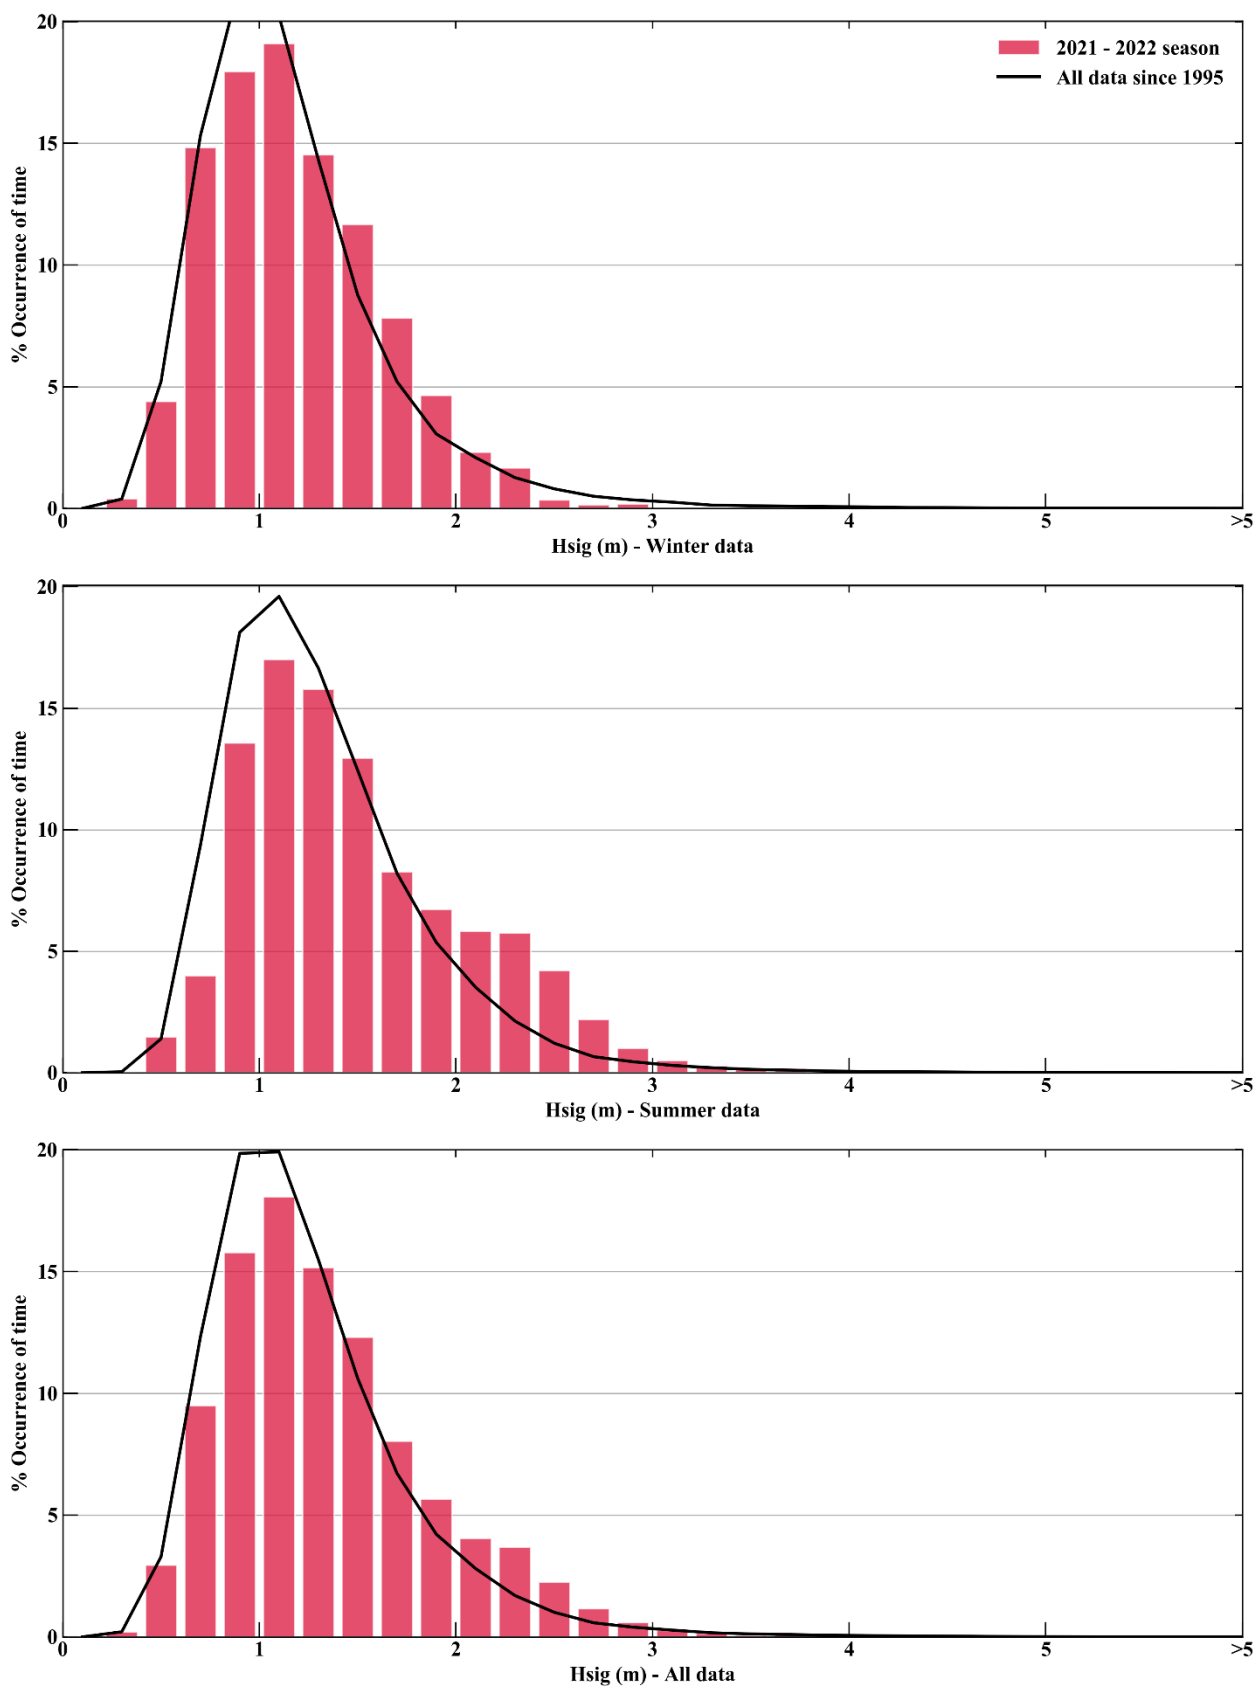 20
15
10
5
0
% Occurrence of time
2021 - 2022 season
All data since 1995
0 1 2 3 4 5 >5
Hsig (m) - Winter data
20
15
10
5
0
% Occurrence of time
0 1 2 3 4 5 >5
Hsig (m) - Summer data
20
15
10
5
0
% Occurrence of time
0 1 2 3 4 5 >5
Hsig (m) - All data